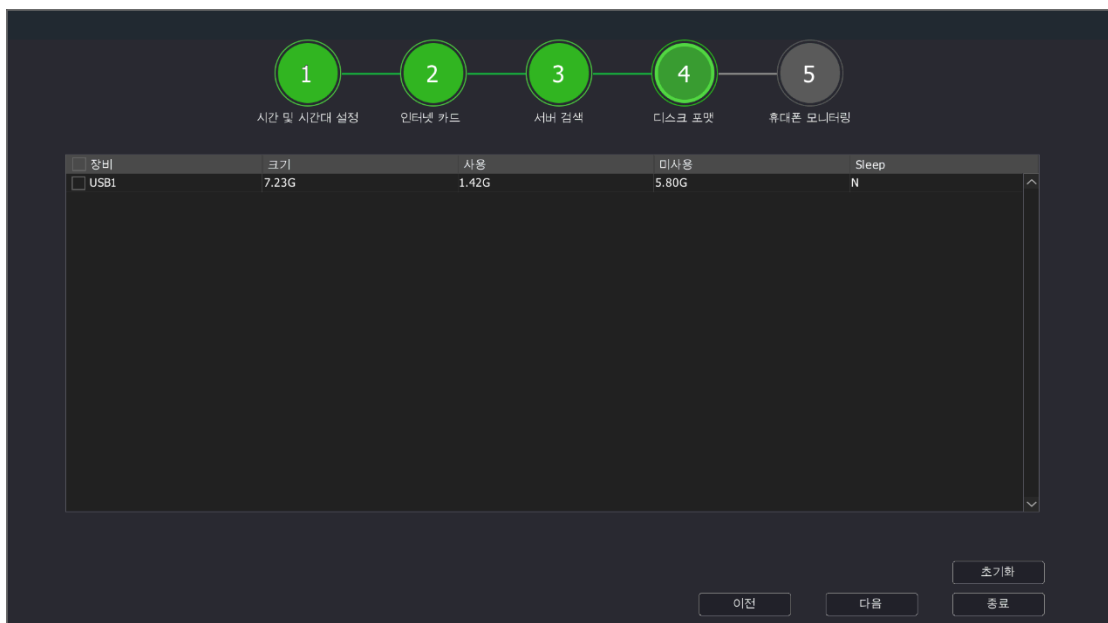 1 2 3 4 5
시간 및 시간대 설정 인터넷 카드 서버 검색 디스크 포맷 휴대폰 모니터링
장비 크기 사용 미사용 Sleep
USB1 7.23G 1.42G 5.80G N
초기화
이전 다음 종료